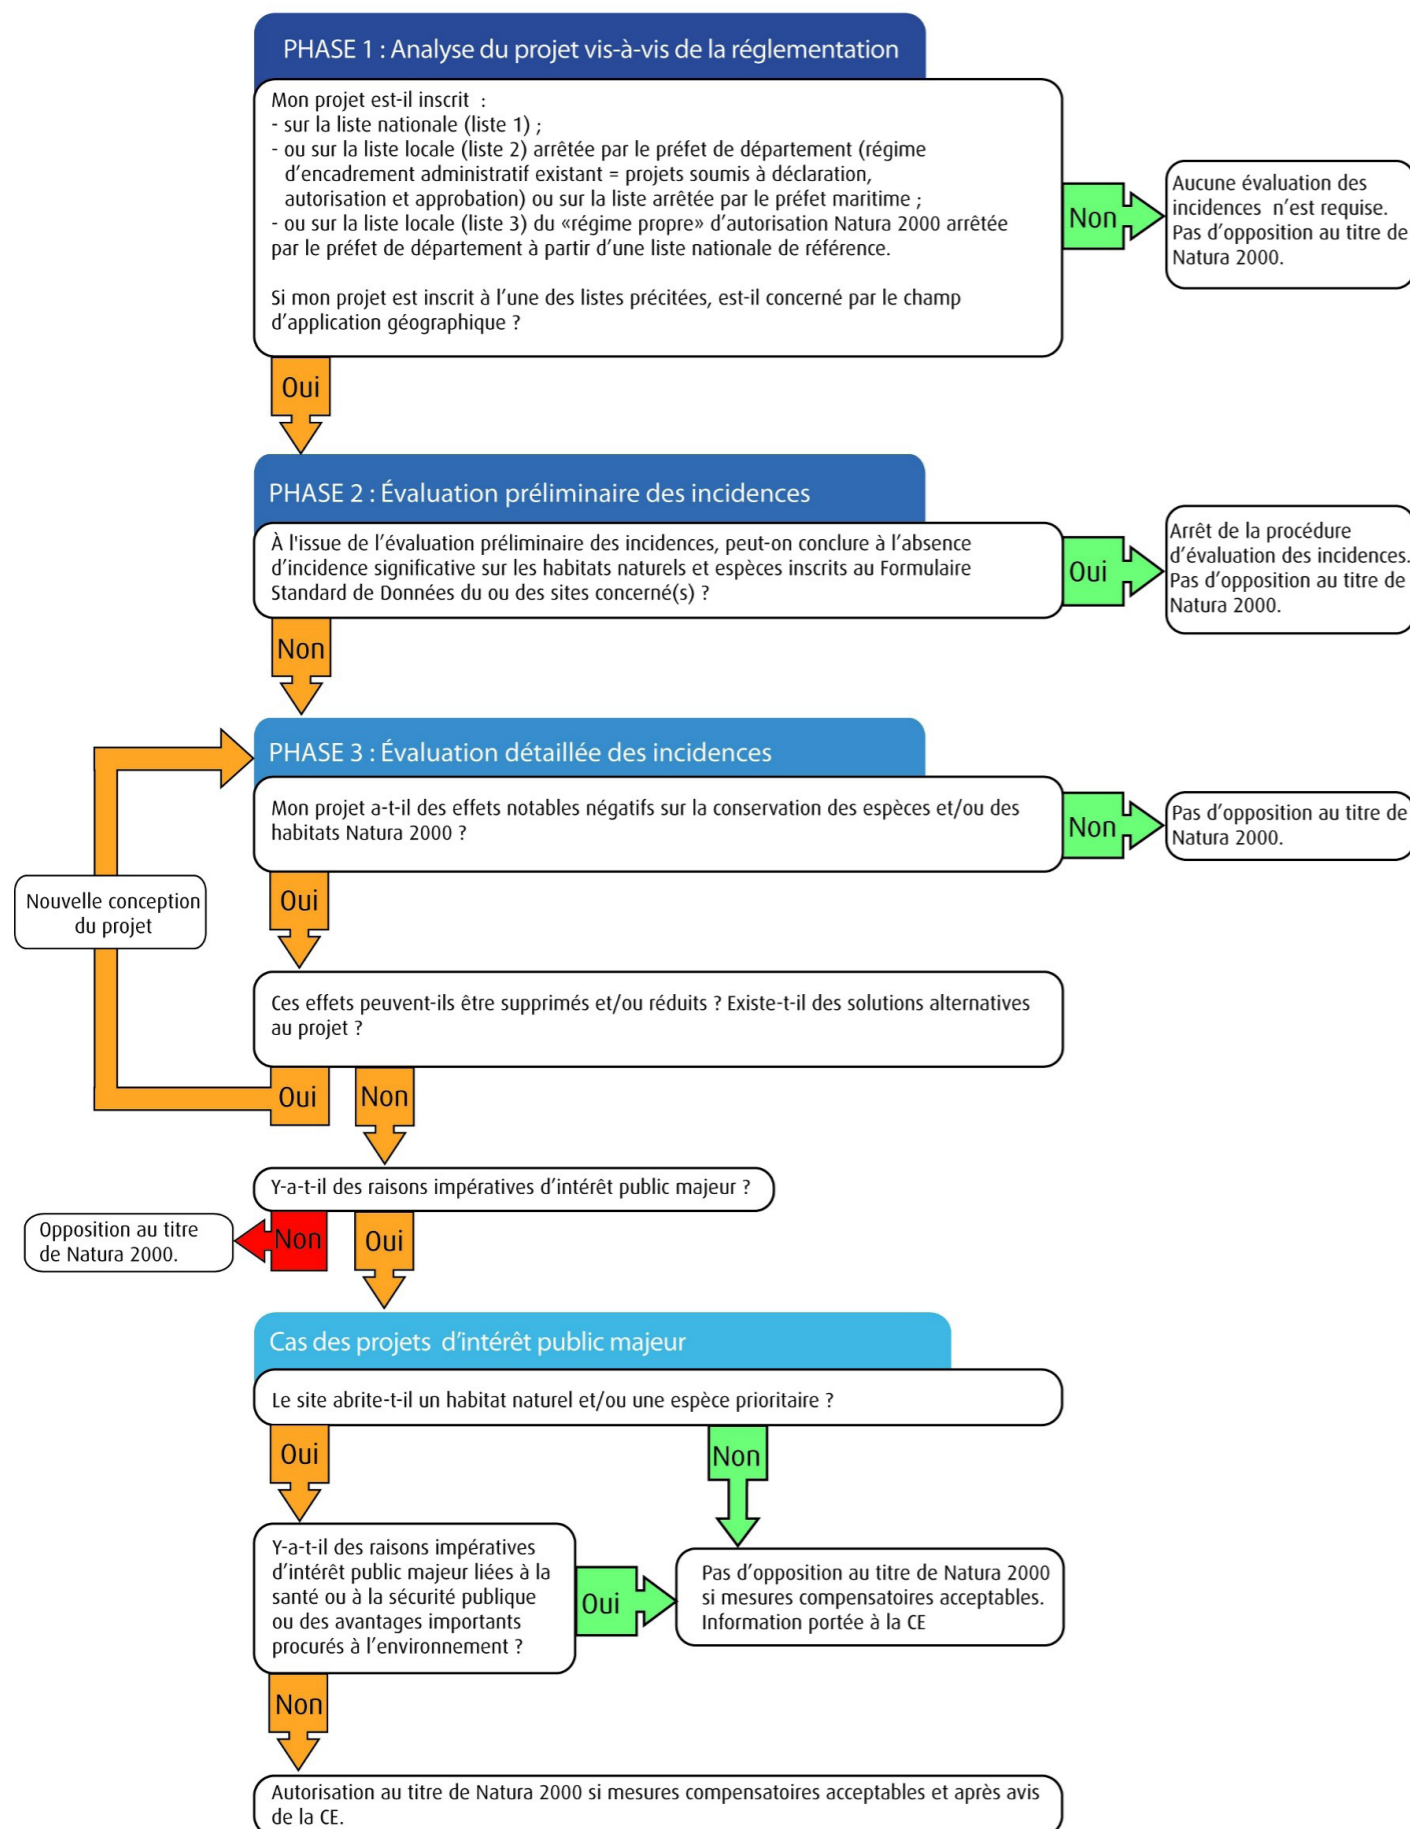 PHASE 1 : Analyse du projet vis-à-vis de la réglementation
Mon projet est-il inscrit :
- sur la liste nationale (liste 1) ;
- ou sur la liste locale (liste 2) arrêtée par le préfet de département (régime
d'encadrement administratif existant = projets soumis à déclaration,
autorisation et approbation) ou sur la liste arrêtée par le préfet maritime ;
- ou sur la liste locale (liste 3) du «régime propre» d'autorisation Natura 2000 arrêtée
par le préfet de département à partir d'une liste nationale de référence.
Si mon projet est inscrit à l'une des listes précitées, est-il concerné par le champ
d'application géographique ?
Non
Aucune évaluation des
incidences n'est requise.
Pas d'opposition au titre de
Natura 2000.
Oui
PHASE 2 : Évaluation préliminaire des incidences
À l'issue de l'évaluation préliminaire des incidences, peut-on conclure à l'absence
d'incidence significative sur les habitats naturels et espèces inscrits au Formulaire
Standard de Données du ou des sites concerné(s) ?
Oui
Arrêt de la procédure
d'évaluation des incidences.
Pas d'opposition au titre de
Natura 2000.
Non
PHASE 3 : Évaluation détaillée des incidences
Mon projet a-t-il des effets notables négatifs sur la conservation des espèces et/ou des
habitats Natura 2000 ?
Non
Pas d'opposition au titre de
Natura 2000.
Nouvelle conception
du projet
Oui
Ces effets peuvent-ils être supprimés et/ou réduits ? Existe-t-il des solutions alternatives
au projet ?
Oui
Non
Y-a-t-il des raisons impératives d'intérêt public majeur ?
Opposition au titre
de Natura 2000.
Non
Oui
Cas des projets d'intérêt public majeur
Le site abrite-t-il un habitat naturel et/ou une espèce prioritaire ?
Oui
Non
Y-a-t-il des raisons impératives
d'intérêt public majeur liées à la
santé ou à la sécurité publique
ou des avantages importants
procurés à l'environnement ?
Oui
Pas d'opposition au titre de Natura 2000
si mesures compensatoires acceptables.
Information portée à la CE
Non
Autorisation au titre de Natura 2000 si mesures compensatoires acceptables et après avis
de la CE.